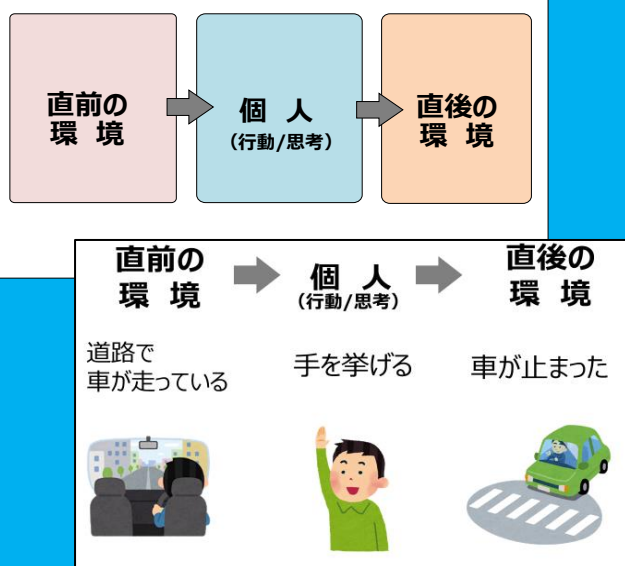 直前の
環 境
個 人
(行動/思考)
直後の
環 境
直前の
環 境
個 人
(行動/思考)
直後の
環 境
道路で
車が走っている
手を挙げる
車が止まった